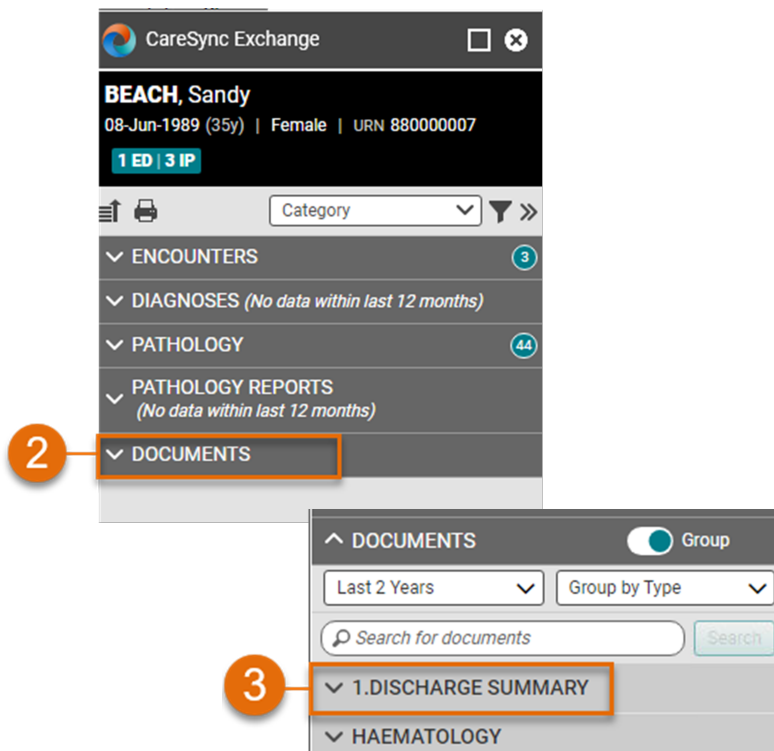 CareSync Exchange
BEACH, Sandy
08-Jun-1989 (35y) | Female | URN 880000007
1 ED | 3 IP
Category
ENCOUNTERS 3
DIAGNOSES (No data within last 12 months)
PATHOLOGY 44
PATHOLOGY REPORTS
(No data within last 12 months)
2 DOCUMENTS
DOCUMENTS Group
Last 2 Years Group by Type
Search for documents Search
3 1.DISCHARGE SUMMARY
HAEMATOLOGY